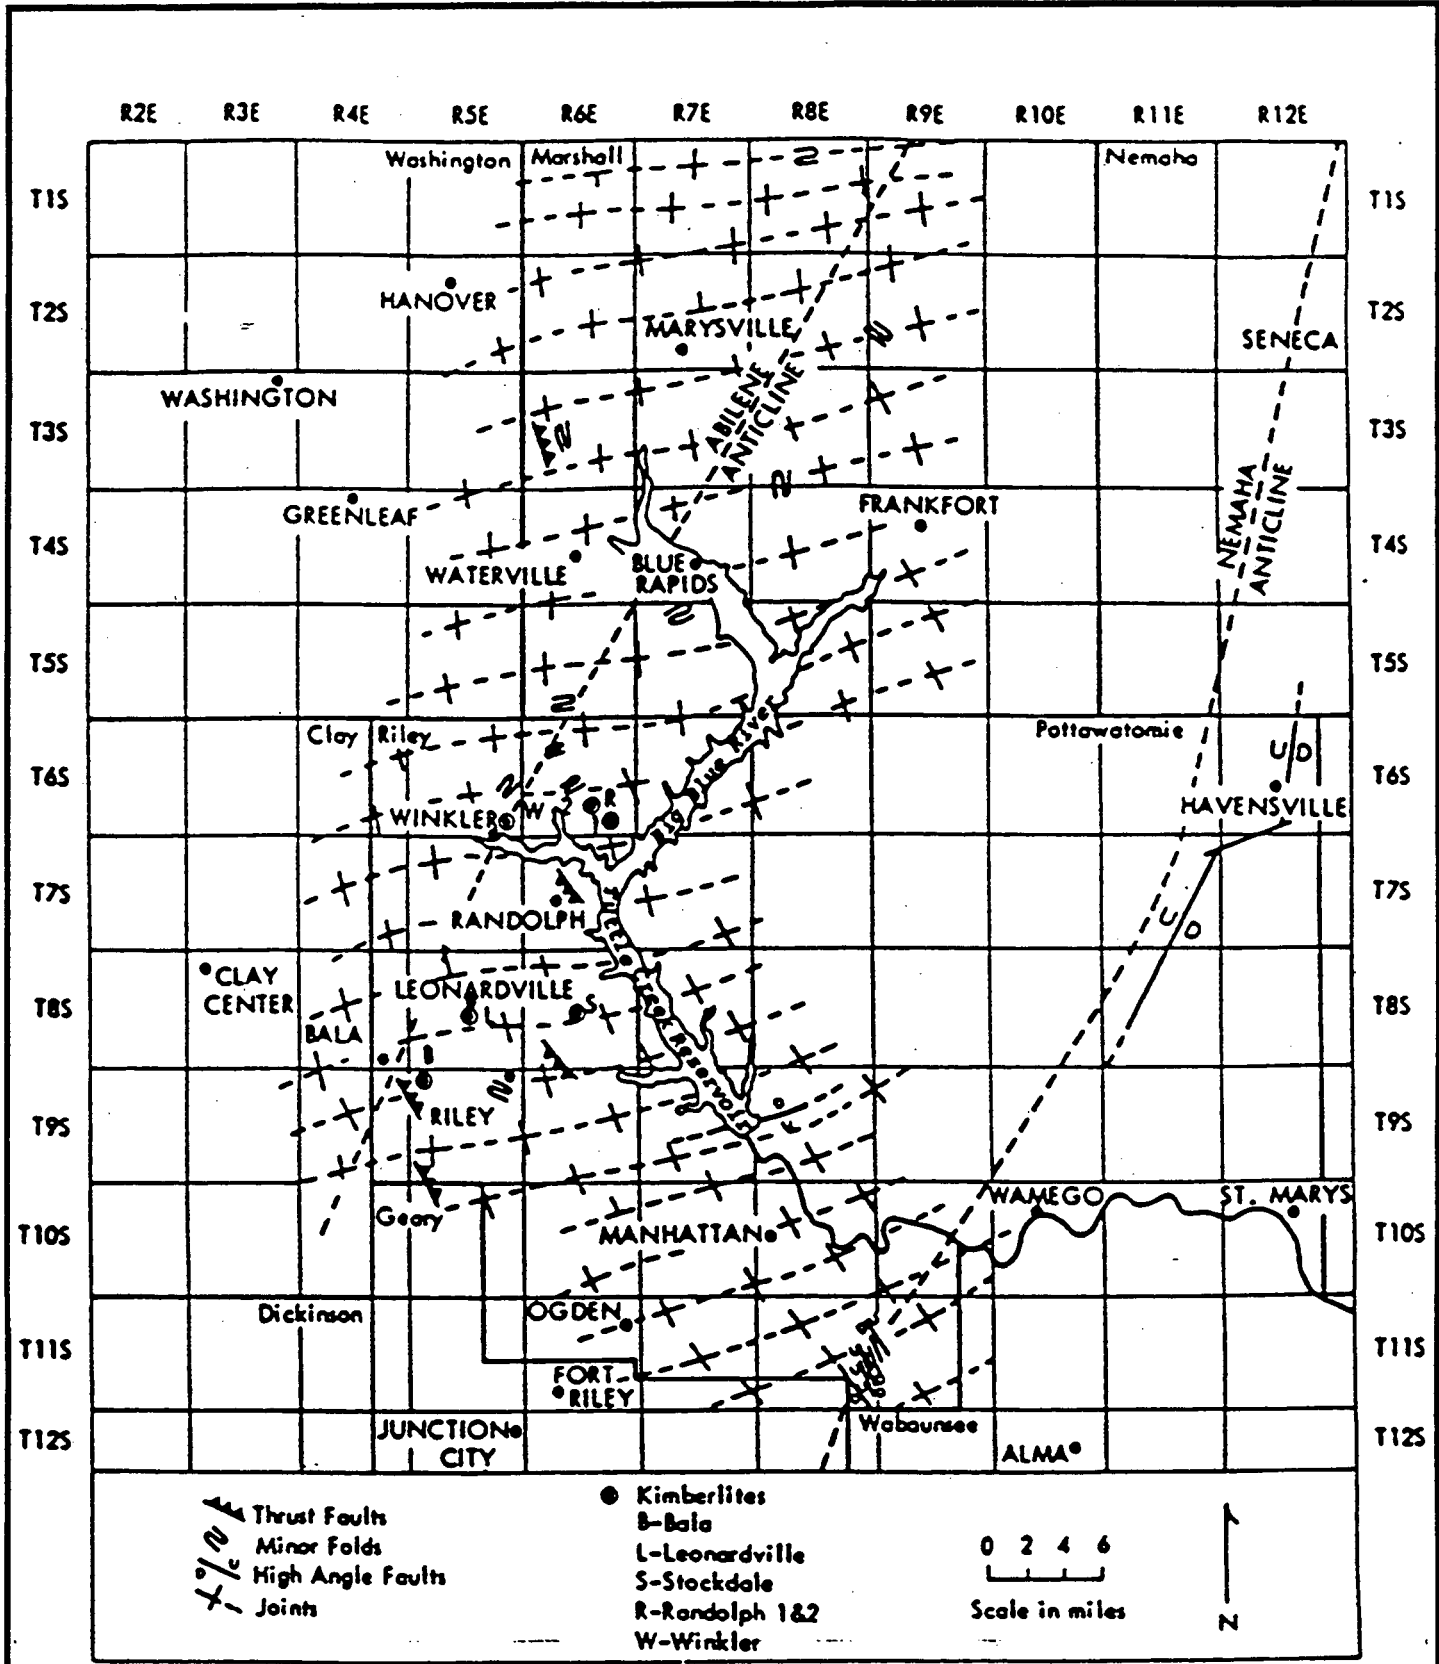 R2E R3E R4E R5E R6E R7E R8E R9E R10E R11E R12E
Washington Marshall Nemaha
T1S T1S
HANOVER
T2S T2S
MARYSVILLE
SENECA
WASHINGTON
T3S T3S
ABILENE
ANTICLINE
NEMAHA
ANTICLINE
GREENLEAF
FRANKFORT
T4S T4S
WATERVILLE
BLUE
RAPIDS
T5S T5S
Clay Riley Pottawatomie
Big Blue River
U D
T6S T6S
HAVENSVILLE
WINKLER W R
T7S T7S
RANDOLPH
U D
Tuttle Creek Reservoir
CLAY
CENTER
LEONARDVILLE
T8S T8S
L S
BALA
B
RILEY
T9S T9S
D
Geary
WAMEGO ST. MARYS
T10S T10S
MANHATTAN
Dickinson
OGDEN
T11S T11S
FORT
RILEY
T12S T12S
JUNCTION
CITY
Wabaunsee
ALMA
Thrust Faults
Minor Folds
D U High Angle Faults
Joints
Kimberlites
B-Bala
L-Leonardville
S-Stockdale
R-Randolph 1&2
W-Winkler
0 2 4 6
Scale in miles
N